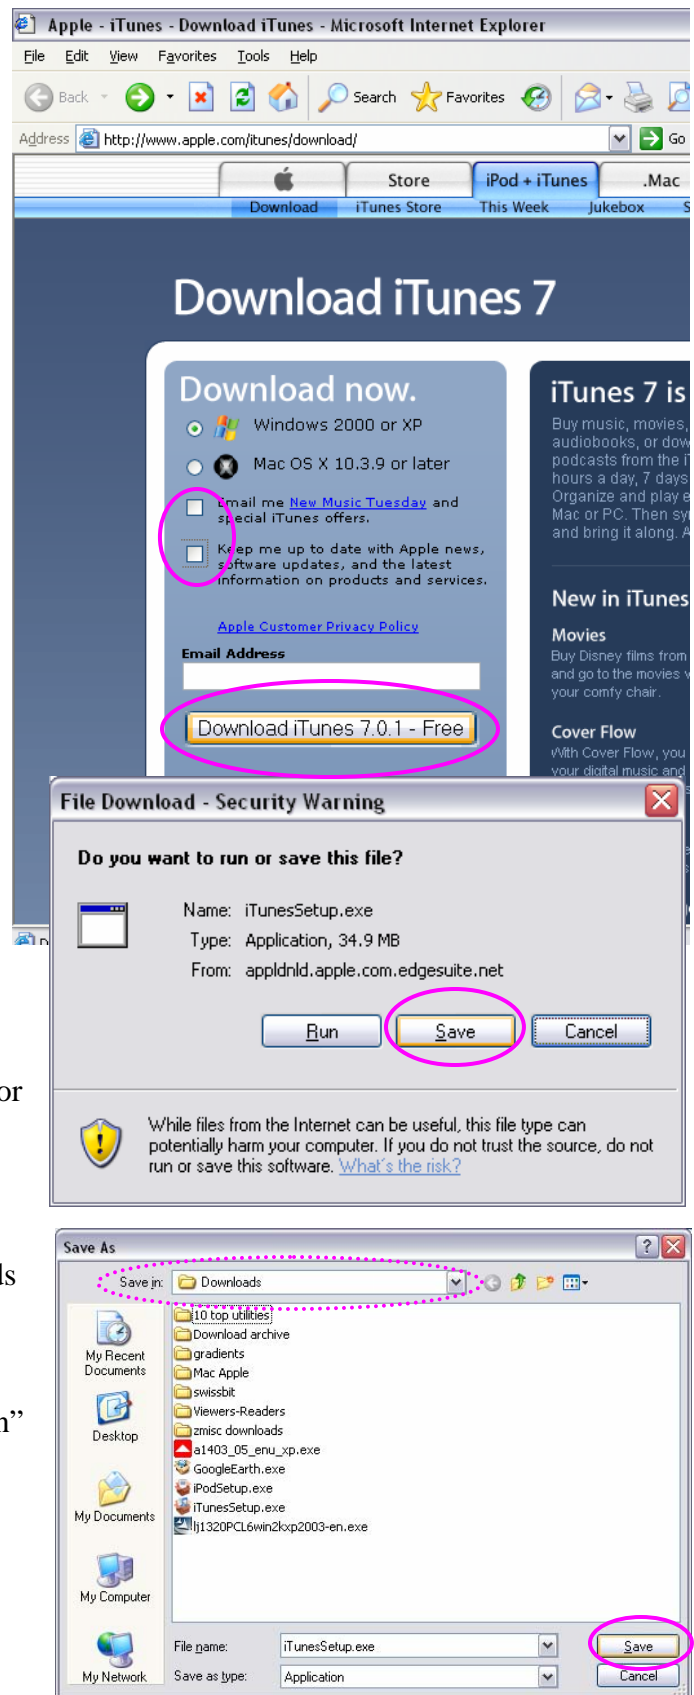 Apple - iTunes - Download iTunes - Microsoft Internet Explorer
File Edit View Favorites Tools Help
Back Search Favorites
Address http://www.apple.com/itunes/download/ Go
Store iPod + iTunes .Mac
Download iTunes Store This Week Jukebox S
Download iTunes 7
Download now.
Windows 2000 or XP
Mac OS X 10.3.9 or later
Email me New Music Tuesday and
special iTunes offers.
Keep me up to date with Apple news,
software updates, and the latest
information on products and services.
Apple Customer Privacy Policy
Email Address
Download iTunes 7.0.1 - Free
iTunes 7 is
Buy music, movies,
audiobooks, or dow
podcasts from the iT
hours a day, 7 days
Organize and play e
Mac or PC. Then syn
and bring it along. A
New in iTunes
Movies
Buy Disney films from
and go to the movies v
your comfy chair.
Cover Flow
With Cover Flow, you
your digital music and
File Download - Security Warning
Do you want to run or save this file?
Name: iTunesSetup.exe
Type: Application, 34.9 MB
From: appldnld.apple.com.edgesuite.net
Run Save Cancel
or
While files from the Internet can be useful, this file type can
potentially harm your computer. If you do not trust the source, do not
run or save this software. What's the risk?
Save As
ls
Save in: Downloads
10 top utilities
Download archive
gradients
Mac Apple
swissbit
Viewers-Readers
zmisc downloads
a1403_05_enu_xp.exe
GoogleEarth.exe
iPodSetup.exe
iTunesSetup.exe
lj1320PCL6win2kxp2003-en.exe
My Recent
Documents
Desktop
n”
My Documents
My Computer
My Network
File name: iTunesSetup.exe Save
Save as type: Application Cancel